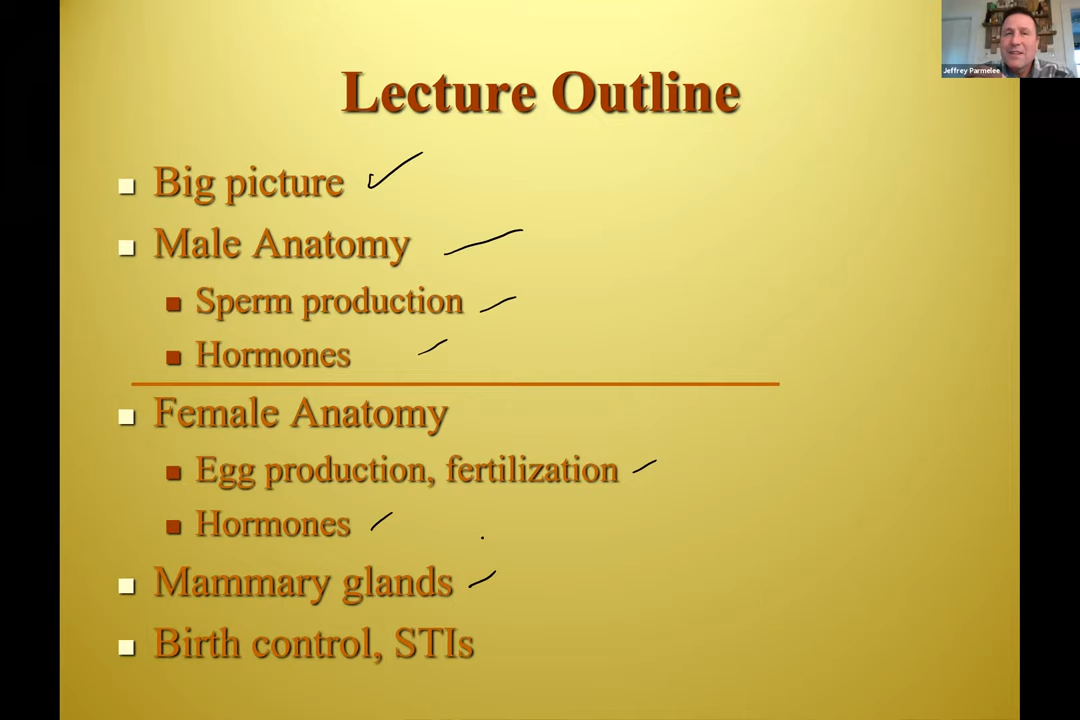 Jeffrey Parmelee
Lecture Outline
Big picture
Male Anatomy
Sperm production
Hormones
Female Anatomy
Egg production, fertilization
Hormones
Mammary glands
Birth control, STIs